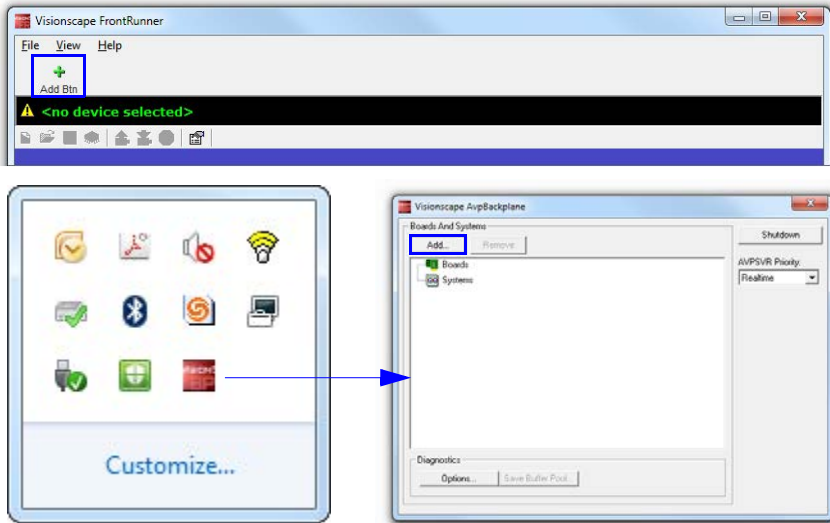 Visionscape FrontRunner
File View Help
Add Btn
<no device selected>
Customize...
Visionscape AvpBackplane
Boards And Systems
Add... Remove
Boards
Systems
Shutdown
AVPSVR Priority:
Realtime
Diagnostics
Options... Save Buffer Pool...